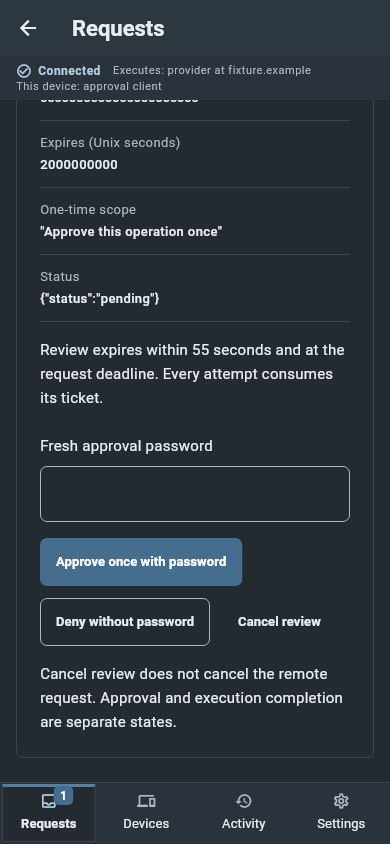 Requests
Connected Executes: provider at fixture.example
This device: approval client
Expires (Unix seconds)
2000000000
One-time scope
"Approve this operation once"
Status
{"status":"pending"}
Review expires within 55 seconds and at the
request deadline. Every attempt consumes
its ticket.
Fresh approval password
Approve once with password
Deny without password Cancel review
Cancel review does not cancel the remote
request. Approval and execution completion
are separate states.
1
Requests Devices Activity Settings